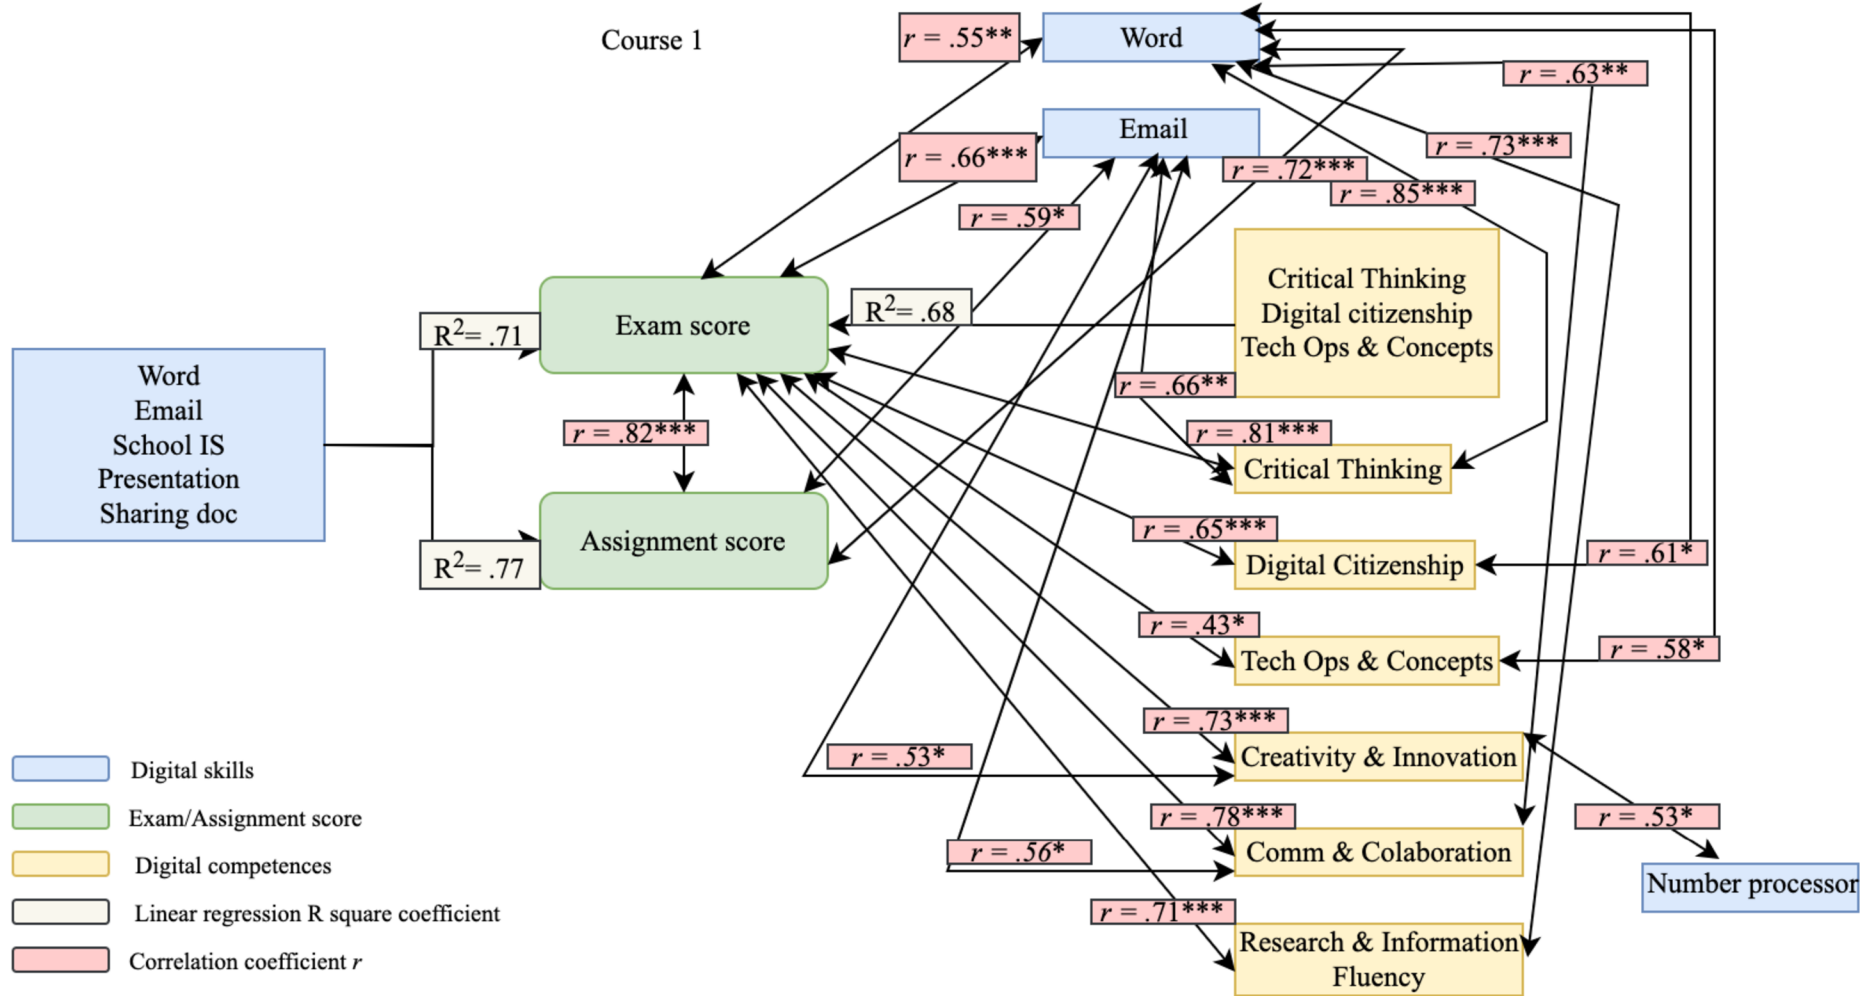 Course 1
r = .55**
Word
r = .63**
Email
r = .66***
r = .73***
r = .72***
r = .85***
r = .59*
Critical Thinking
Digital citizenship
Tech Ops & Concepts
R²= .68
Exam score
R²= .71
Word
Email
School IS
Presentation
Sharing doc
r = .66**
r = .82***
r = .81***
Critical Thinking
r = .65***
Assignment score
R²= .77
Digital Citizenship
r = .61*
r = .43*
Tech Ops & Concepts
r = .58*
r = .73***
Creativity & Innovation
r = .53*
r = .78***
r = .53*
Comm & Colaboration
r = .56*
Number processor
r = .71***
Research & Information
Fluency
Digital skills
Exam/Assignment score
Digital competences
Linear regression R square coefficient
Correlation coefficient r